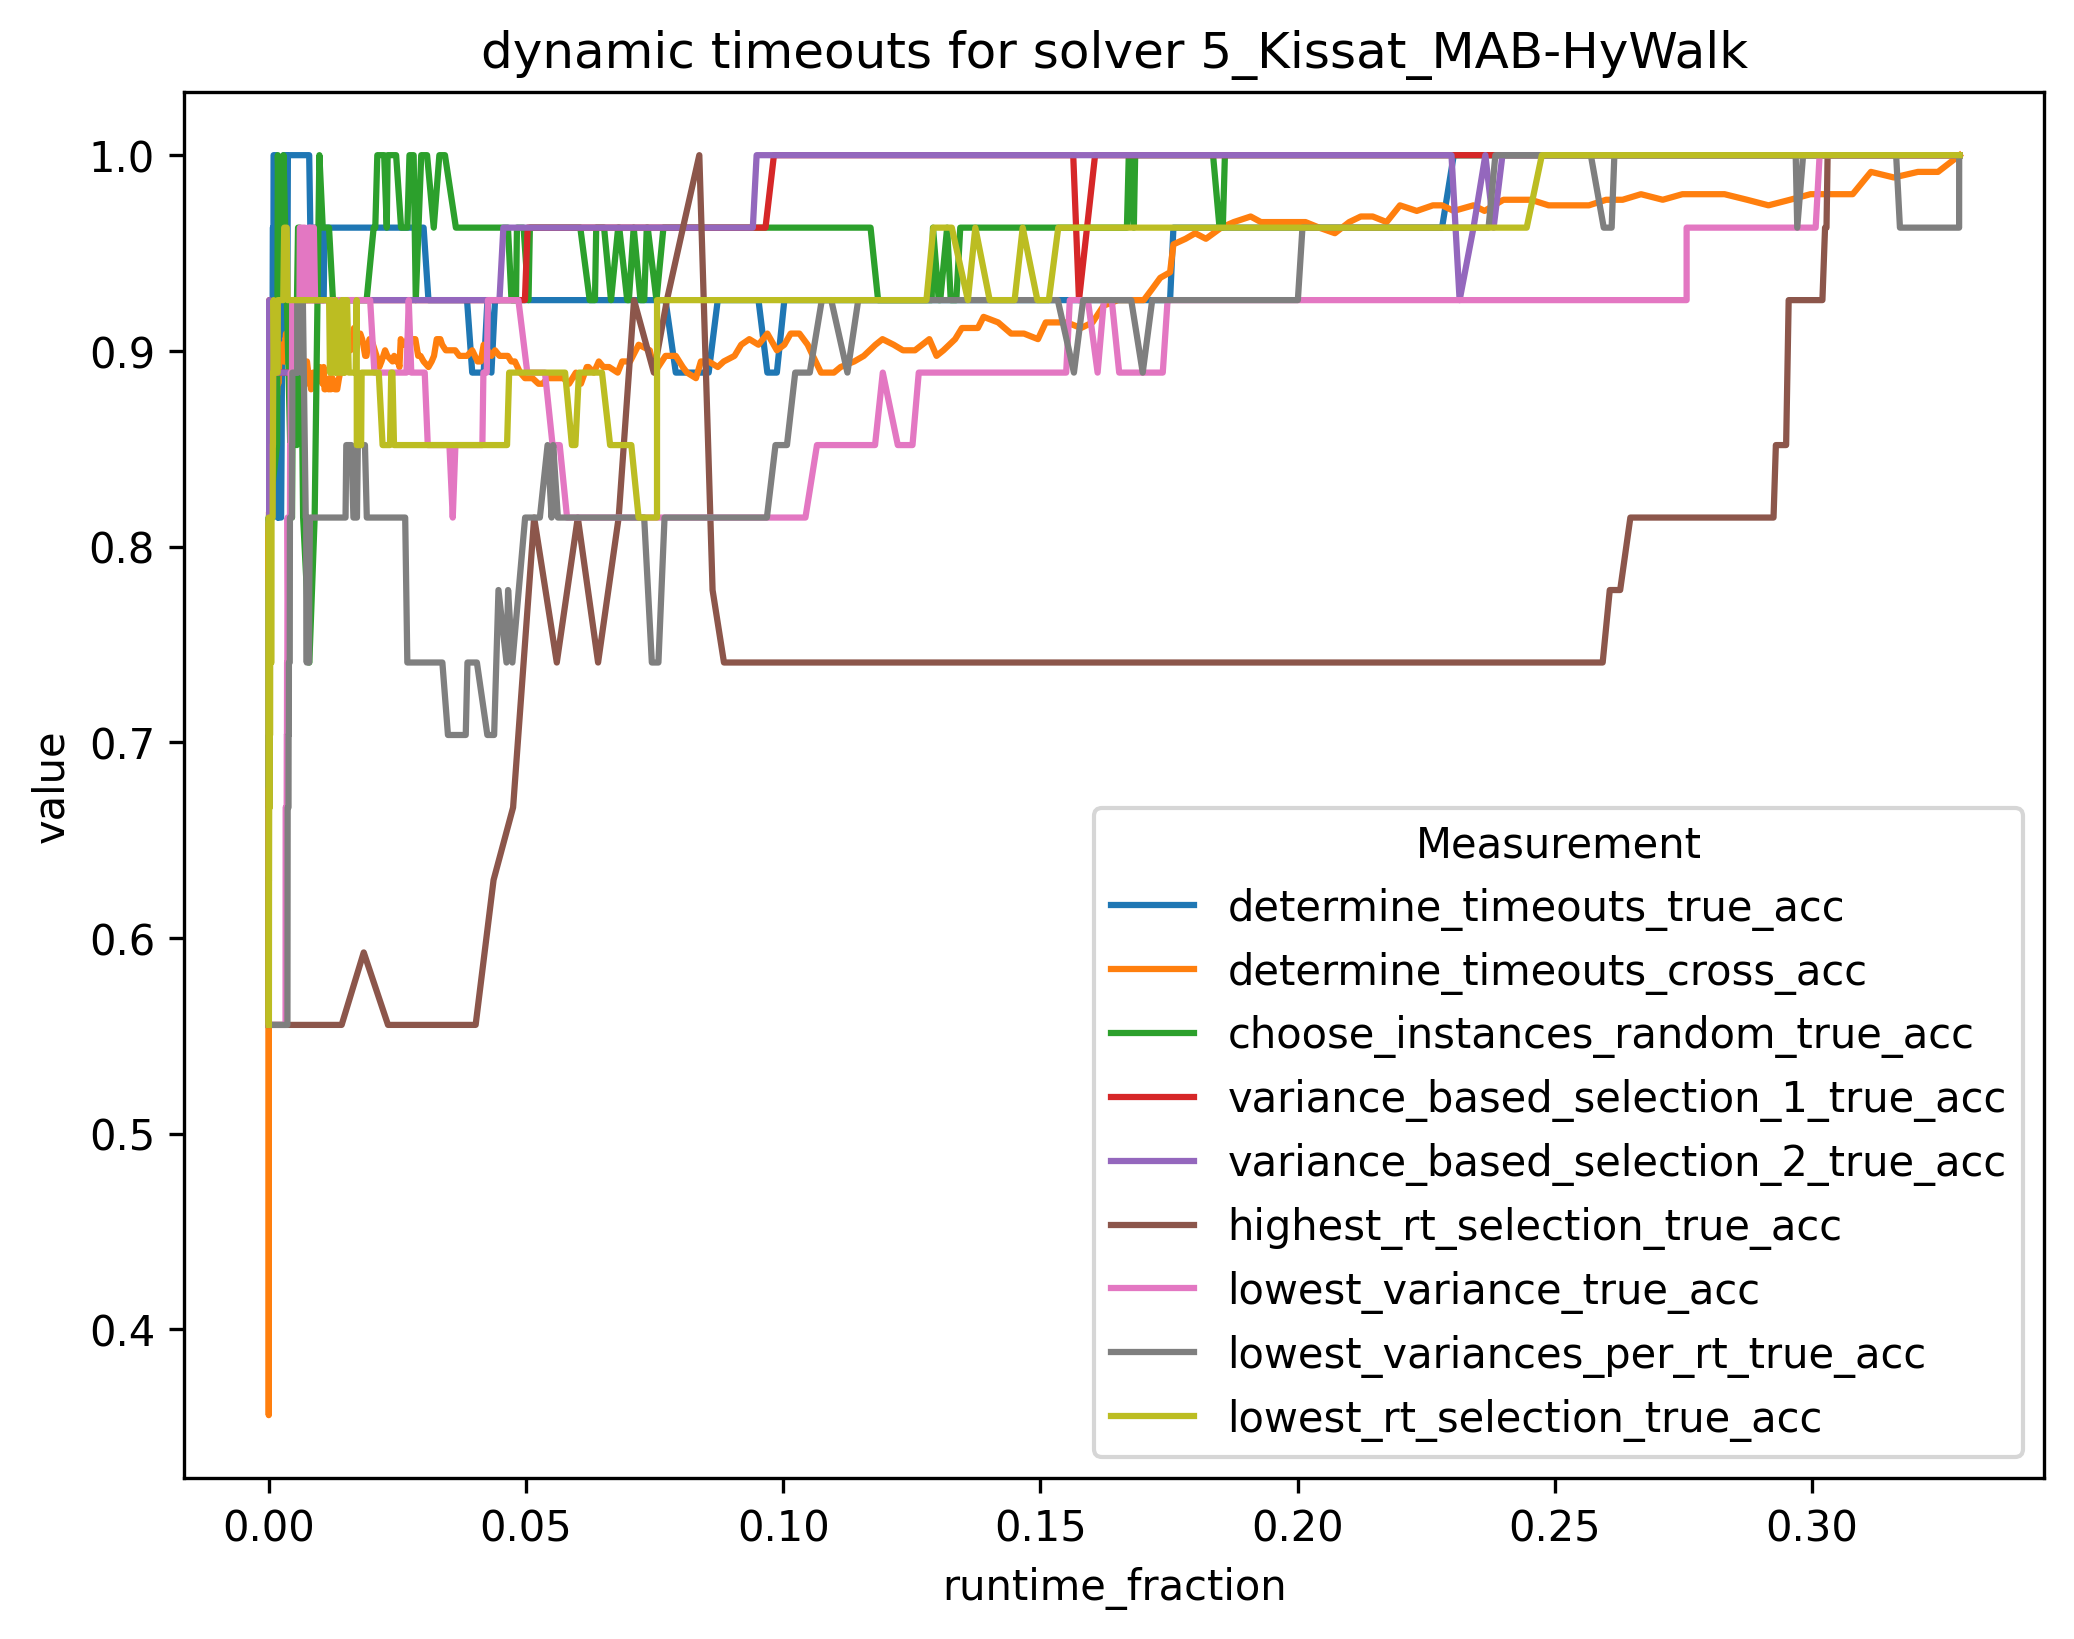 dynamic timeouts for solver 5_Kissat_MAB-HyWalk
1.0
0.9
0.8
0.7
0.6
0.5
0.4
value
Measurement
determine_timeouts_true_acc
determine_timeouts_cross_acc
choose_instances_random_true_acc
variance_based_selection_1_true_acc
variance_based_selection_2_true_acc
highest_rt_selection_true_acc
lowest_variance_true_acc
lowest_variances_per_rt_true_acc
lowest_rt_selection_true_acc
0.00 0.05 0.10 0.15 0.20 0.25 0.30
runtime_fraction